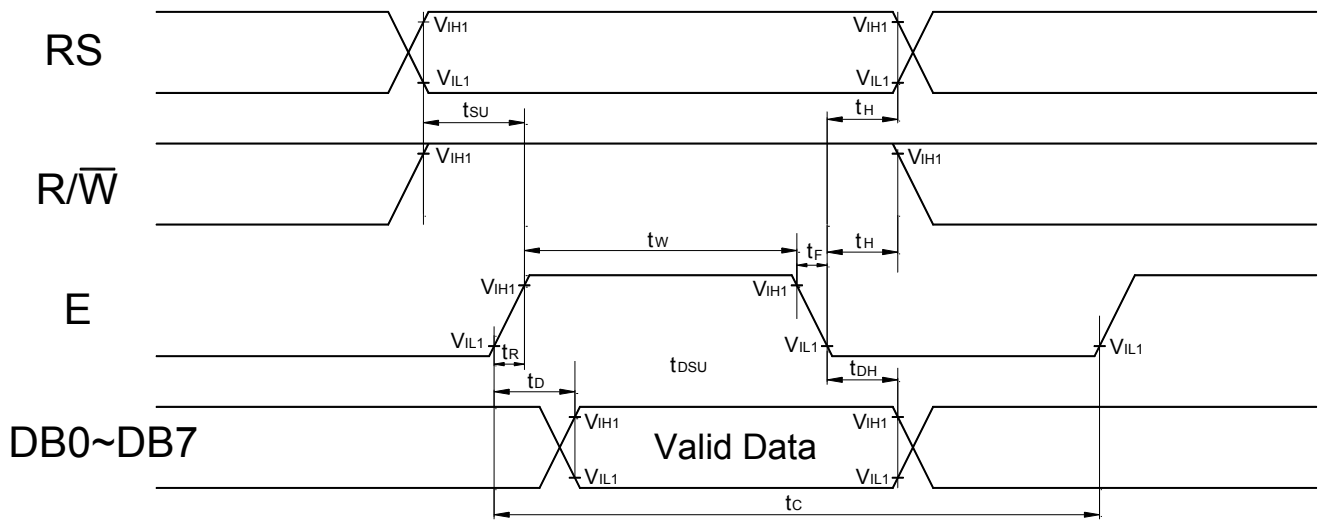 RS
VIH1
VIH1
VIL1
VIL1
tSU
tH
R/W̅
VIH1
VIH1
tW
tF
tH
E
VIH1
VIH1
VIL1
VIL1
VIL1
tR
tD
tDSU
tDH
DB0~DB7
VIH1
Valid Data
VIH1
VIL1
VIL1
tC